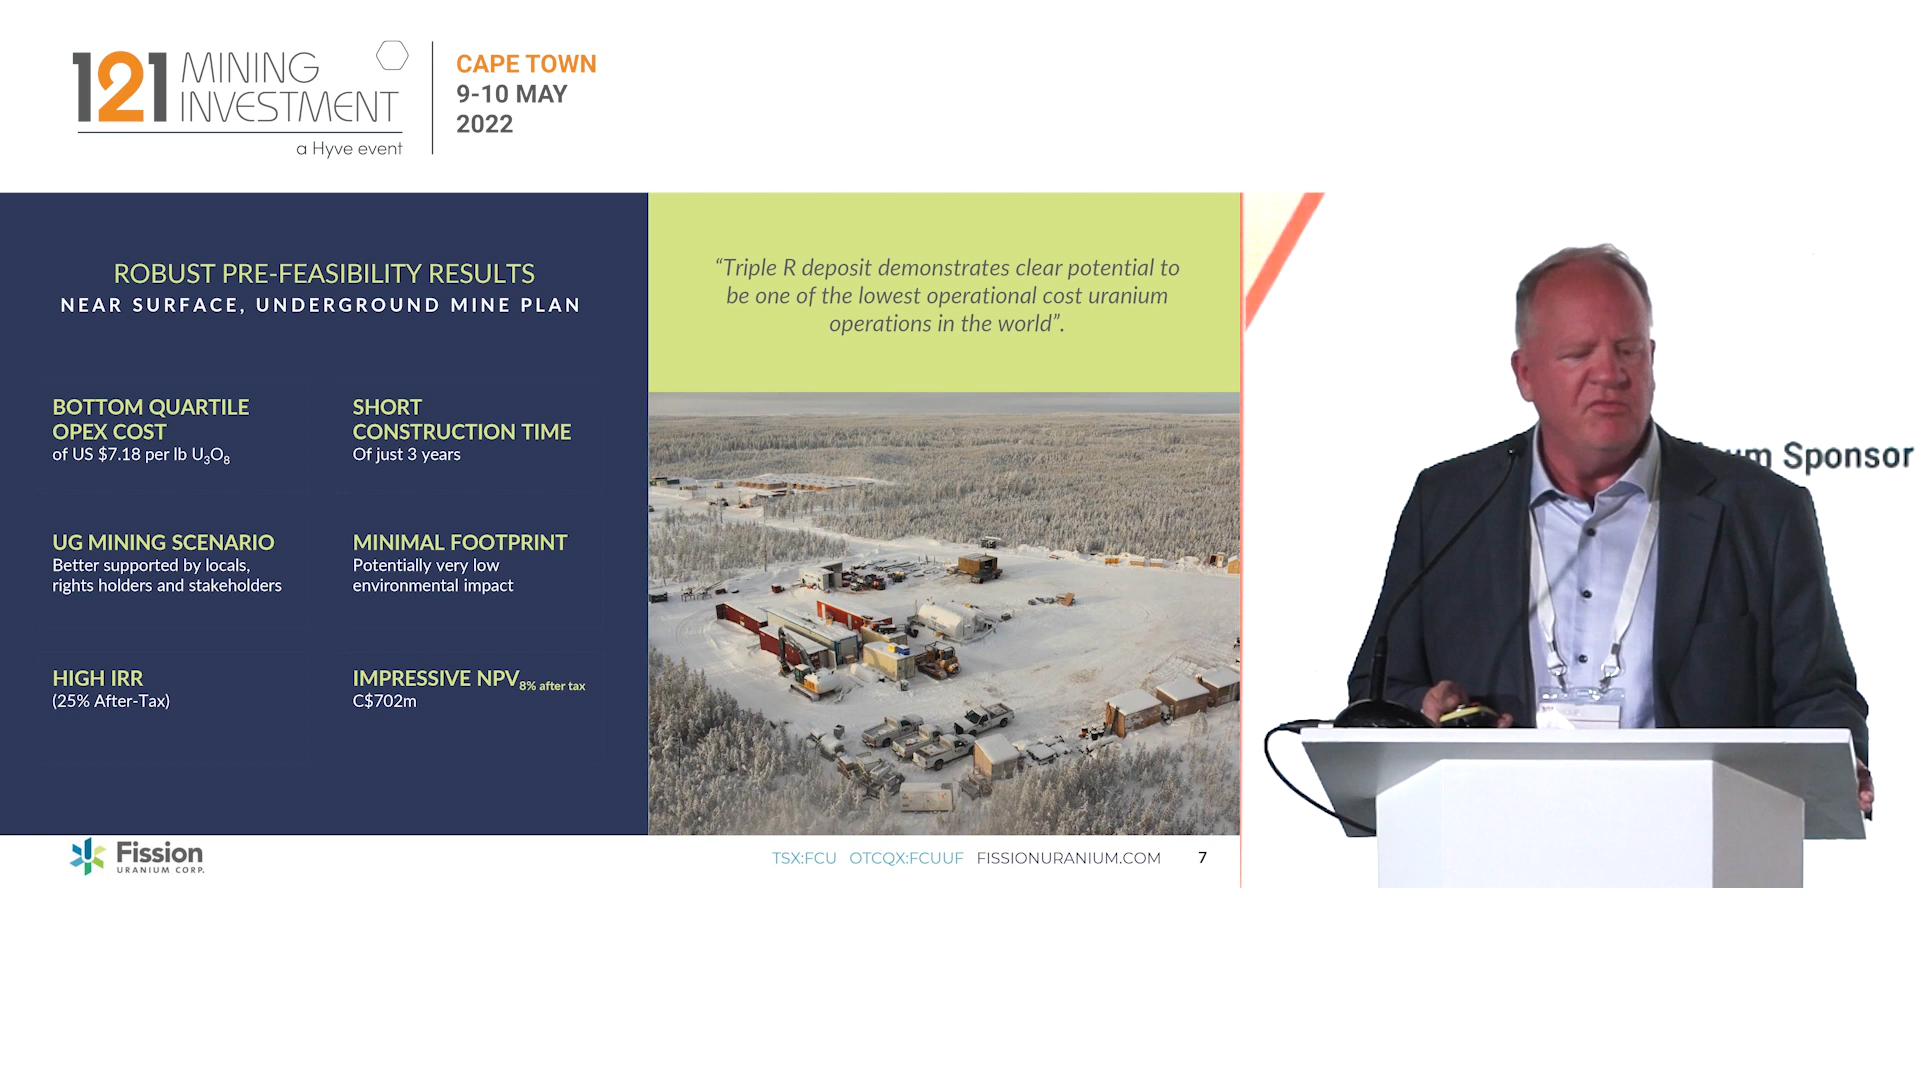 121 MINING
INVESTMENT
a Hyve event
CAPE TOWN
9-10 MAY
2022
ROBUST PRE-FEASIBILITY RESULTS
NEAR SURFACE, UNDERGROUND MINE PLAN
BOTTOM QUARTILE
OPEX COST
of US $7.18 per lb U₃O₈
SHORT
CONSTRUCTION TIME
Of just 3 years
UG MINING SCENARIO
Better supported by locals,
rights holders and stakeholders
MINIMAL FOOTPRINT
Potentially very low
environmental impact
HIGH IRR
(25% After-Tax)
IMPRESSIVE NPV8% after tax
C$702m
“Triple R deposit demonstrates clear potential to
be one of the lowest operational cost uranium
operations in the world”.
Sponsor
Fission
URANIUM CORP.
TSX:FCU OTCQX:FCUUF FISSIONURANIUM.COM 7